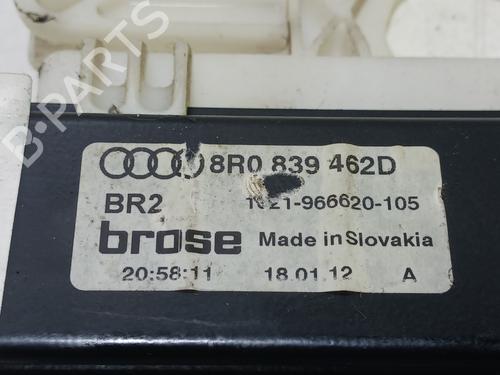 B-PARTS
8R0 839 462D
BR2
966620-105
brose Made in Slovakia
20:58:11 18.01.12 A